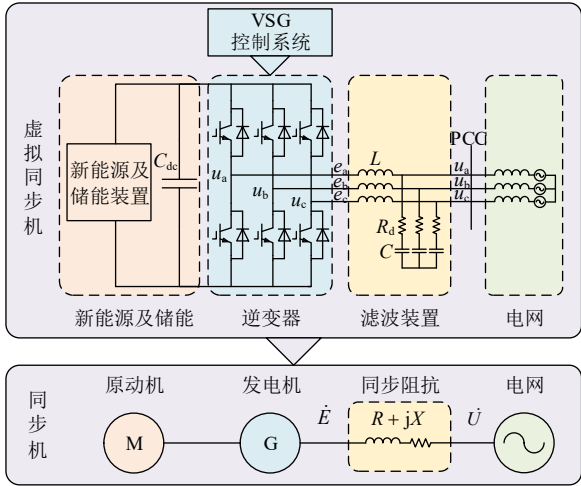 VSG
控制系统
虚拟同步机
新能源及
储能装置
C_dc
u_a
u_b
u_c
e_a
e_b
e_c
L
R_d
C
PCC
u_a
u_b
u_c
新能源及储能
逆变器
滤波装置
电网
同步机
原动机
发电机
同步阻抗
电网
M
G
Ė
R + jX
U̇